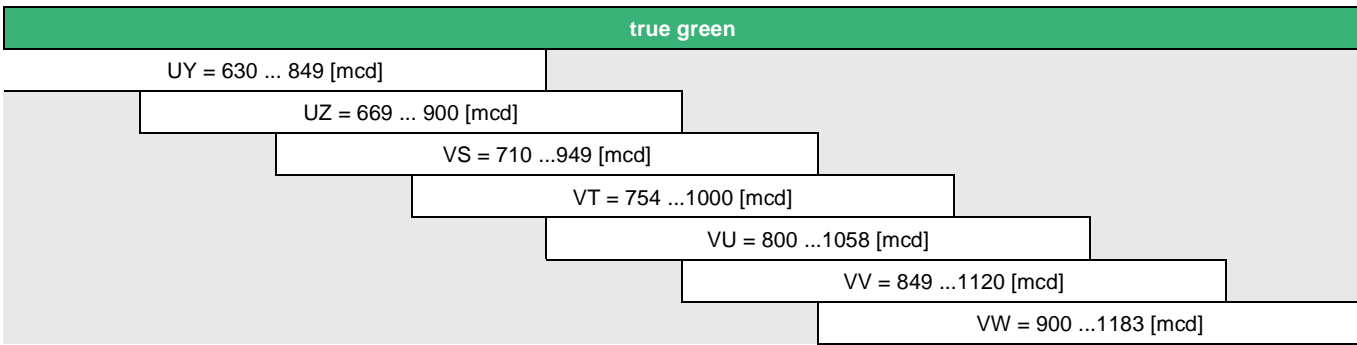 true green
UY = 630 ... 849 [mcd]
UZ = 669 ... 900 [mcd]
VS = 710 ...949 [mcd]
VT = 754 ...1000 [mcd]
VU = 800 ...1058 [mcd]
VV = 849 ...1120 [mcd]
VW = 900 ...1183 [mcd]